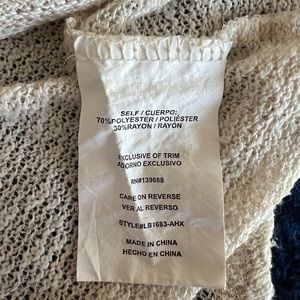 SELF / CUERPO:
70%POLYESTER / POLIÉSTER
30%RAYON / RAYÓN
EXCLUSIVE OF TRIM
ADORNO EXCLUSIVO
RN#139688
CARE ON REVERSE
VER AL REVERSO
STYLE#LB1683-AHX
MADE IN CHINA
HECHO EN CHINA